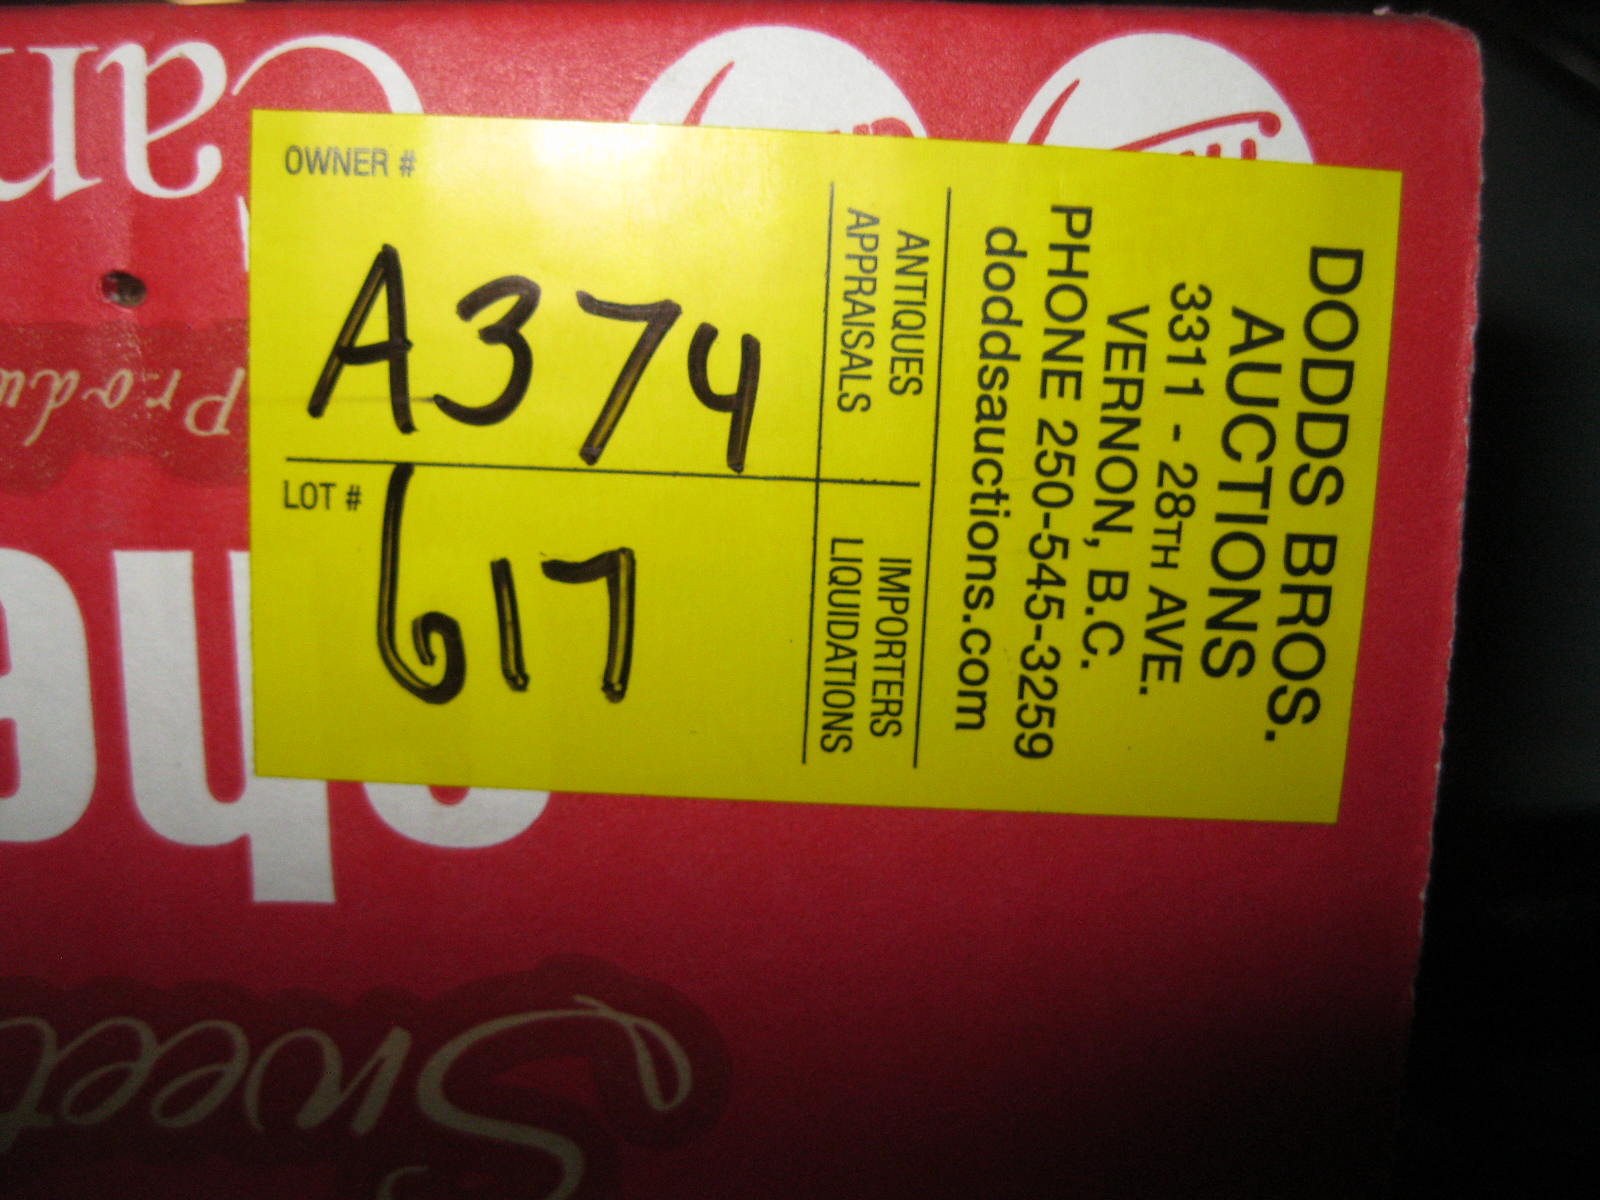 DODDS BROS.
AUCTIONS
3311 - 28TH AVE.
VERNON, B.C.
PHONE 250-545-3259
doddsauctions.com
ANTIQUES
APPRAISALS
IMPORTERS
LIQUIDATIONS
OWNER #
A374
LOT #
617
Sweet